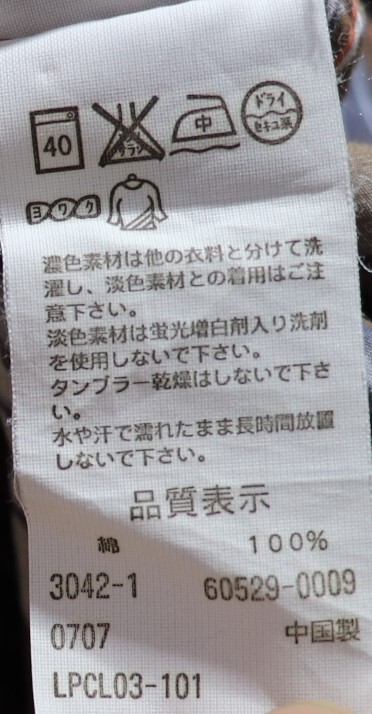 40 エンソサラシ 中 ドライ セキユ系
ヨワク
濃色素材は他の衣料と分けて洗
濯し、淡色素材との着用はご注
意下さい。
淡色素材は蛍光増白剤入り洗剤
を使用しないで下さい。
タンブラー乾燥はしないで下さ
い。
水や汗で濡れたまま長時間放置
しないで下さい。
品質表示
綿 100%
3042-1 60529-0009
0707 中国製
LPCL03-101